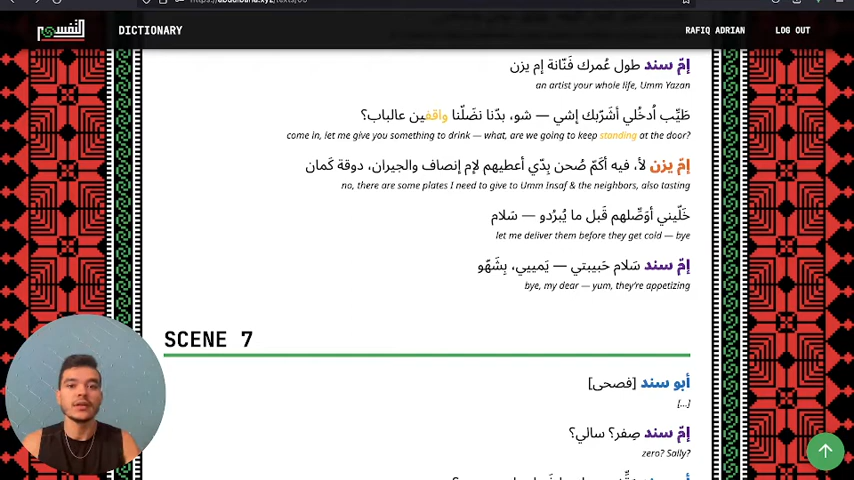 DICTIONARY
RAFIQ ADRIAN
LOG OUT
إمّ سند طول عُمرك فَنّانة إم يزن
an artist your whole life, Umm Yazan
طَيِّب اُدخُلي أشَرّبك إشي — شو، بدّنا نضَلّنا واقفين عالباب؟
come in, let me give you something to drink — what, are we going to keep standing at the door?
إمّ يزن لأ، فيه أكَمّ صُحن بِدّي أعطيهم لإم إنصاف والجيران، دوقة كَمان
no, there are some plates I need to give to Umm Insaf & the neighbors, also tasting
خَلّيني أوَصِّلهم قَبل ما يُبرُدو — سَلام
let me deliver them before they get cold — bye
إمّ سند سَلام حَبيبتي — يَمييي، بِشَهّو
bye, my dear — yum, they're appetizing
SCENE 7
أبو سند [فصحى]
[...]
إمّ سند صِفر؟ سالي؟
zero? Sally?